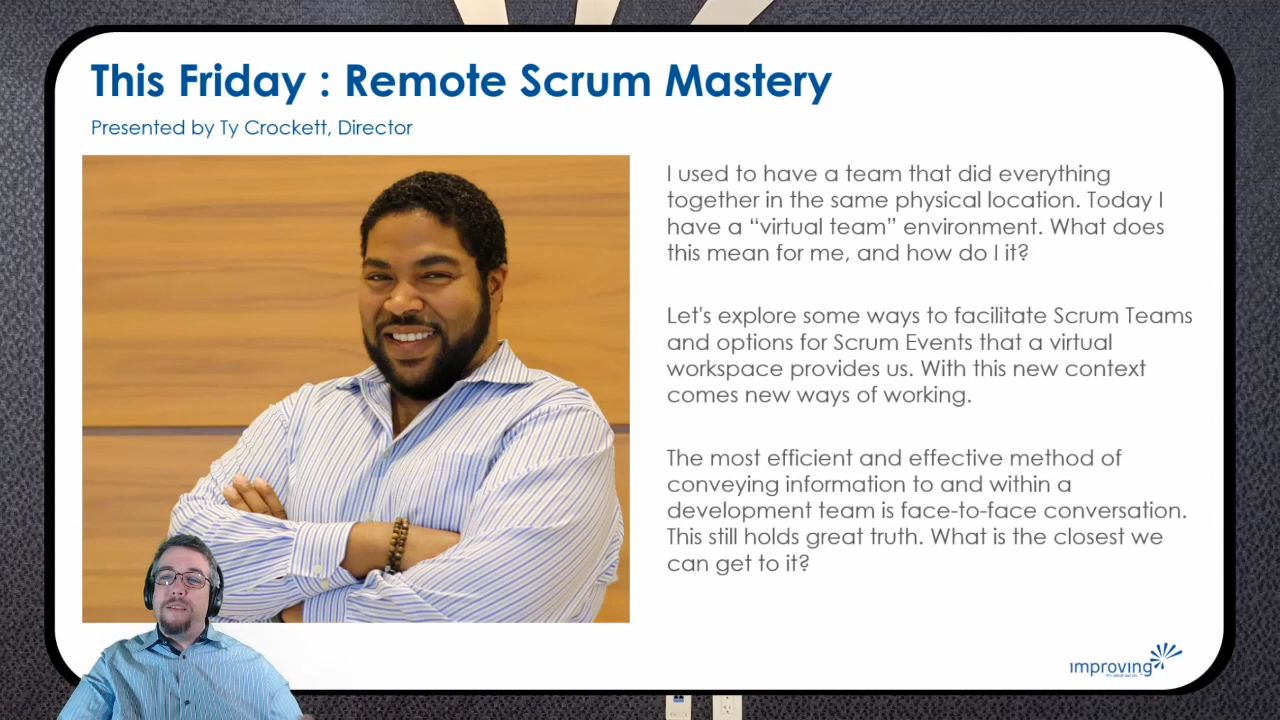 This Friday : Remote Scrum Mastery
Presented by Ty Crockett, Director
I used to have a team that did everything
together in the same physical location. Today I
have a “virtual team” environment. What does
this mean for me, and how do I it?
Let's explore some ways to facilitate Scrum Teams
and options for Scrum Events that a virtual
workspace provides us. With this new context
comes new ways of working.
The most efficient and effective method of
conveying information to and within a
development team is face-to-face conversation.
This still holds great truth. What is the closest we
can get to it?
improving
It's what we do.